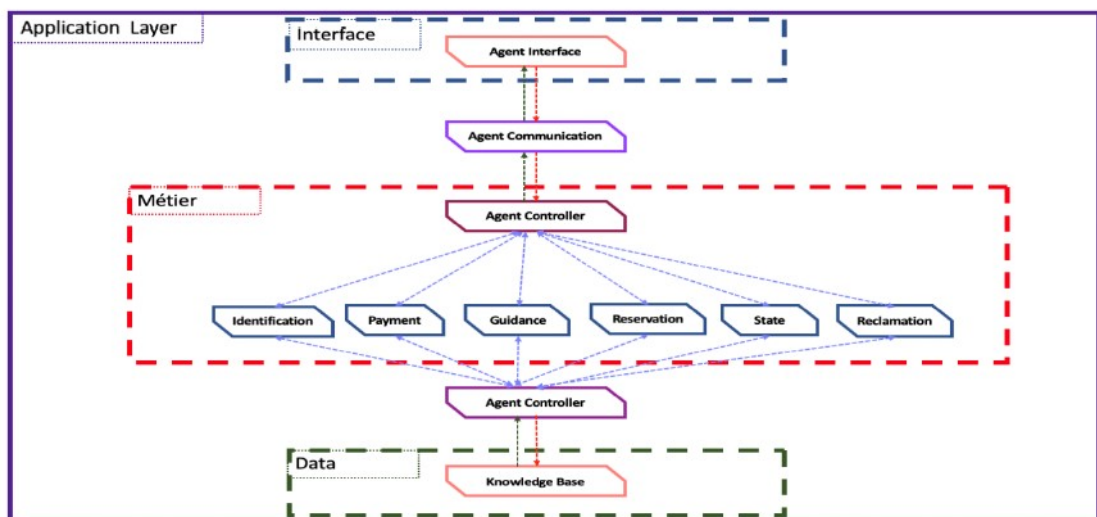 Application Layer
Interface
Agent Interface
Agent Communication
Métier
Agent Controller
Identification
Payment
Guidance
Reservation
State
Reclamation
Agent Controller
Data
Knowledge Base